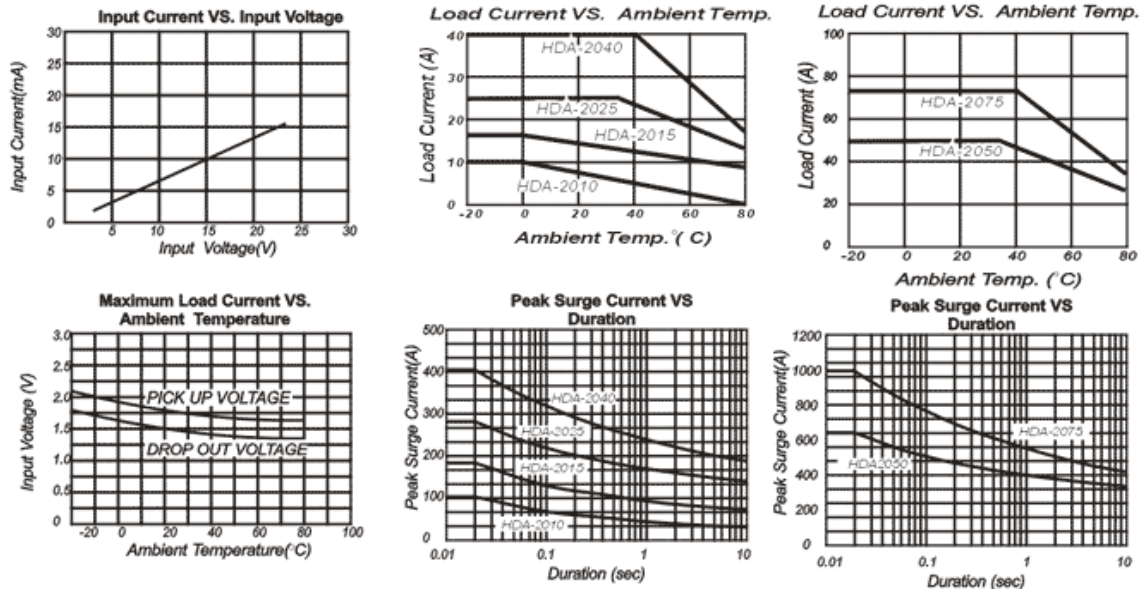 Input Current VS. Input Voltage
30
25
20
15
10
5
0
Input Current(mA)
5 10 15 20 25 30
Input Voltage(V)
Load Current VS. Ambient Temp.
40
30
20
10
0
Load Current (A)
HDA-2040
HDA-2025
HDA-2015
HDA-2010
-20 0 20 40 60 80
Ambient Temp.°( C)
Load Current VS. Ambient Temp.
100
80
60
40
20
0
Load Current (A)
HDA-2075
HDA-2050
-20 0 20 40 60 80
Ambient Temp. (°C)
Maximum Load Current VS.
Ambient Temperature
3.0
2.5
2.0
1.5
1.0
0.5
0
Input Voltage (V)
PICK UP VOLTAGE
DROP OUT VOLTAGE
-20 0 20 40 60 80 100
Ambient Temperature(°C)
Peak Surge Current VS
Duration
500
400
300
200
100
0
Peak Surge Current(A)
HDA-2040
HDA-2025
HDA-2015
HDA-2010
0.01 0.1 1 10
Duration (sec)
Peak Surge Current VS
Duration
1200
1000
800
600
400
200
0
Peak Surge Current(A)
HDA-2075
HDA2050
0.01 0.1 1 10
Duration (sec)